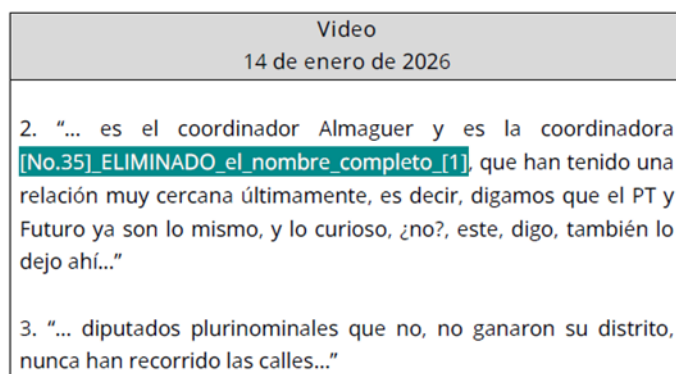 Video
14 de enero de 2026
2. “... es el coordinador Almaguer y es la coordinadora
[No.35]_ELIMINADO_el_nombre_completo_[1], que han tenido una
relación muy cercana últimamente, es decir, digamos que el PT y
Futuro ya son lo mismo, y lo curioso, ¿no?, este, digo, también lo
dejo ahí...”
3. “... diputados plurinominales que no, no ganaron su distrito,
nunca han recorrido las calles...”